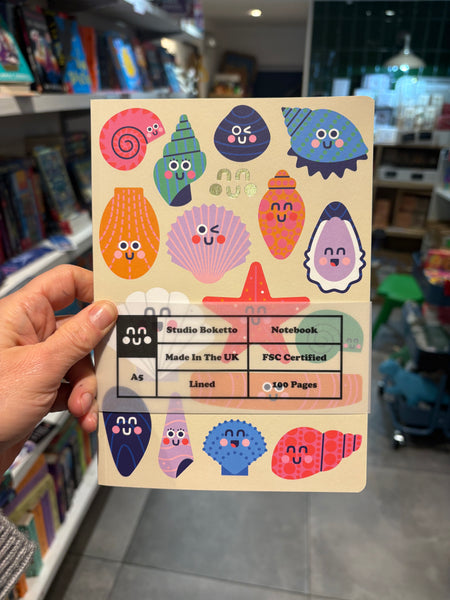 Studio Boketto
Notebook
Made In The UK
FSC Certified
A5
Lined
100 Pages